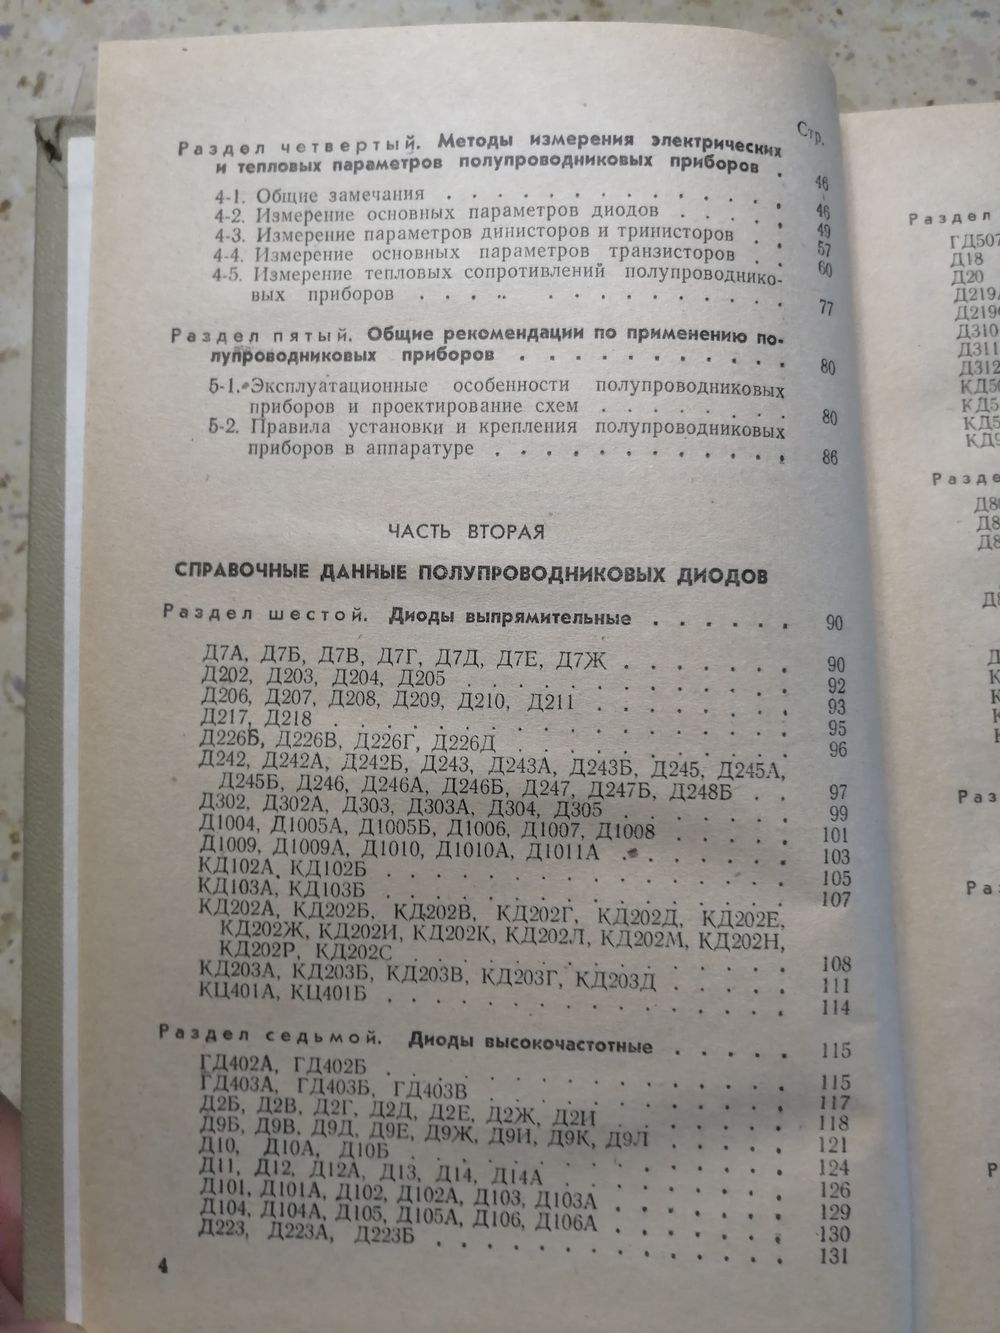 Стр.
Раздел четвертый. Методы измерения электрических
и тепловых параметров полупроводниковых приборов . 46
4-1. Общие замечания . . . . . . . . . . . . 46
4-2. Измерение основных параметров диодов . . . . 49
4-3. Измерение параметров динисторов и тринисторов . . 57
4-4. Измерение основных параметров транзисторов . . 60
4-5. Измерение тепловых сопротивлений полупроводнико-
вых приборов . . . . . . . . . . . . . . 77
Раздел пятый. Общие рекомендации по применению по-
лупроводниковых приборов . . . . . . . . . . 80
5-1. Эксплуатационные особенности полупроводниковых
приборов и проектирование схем . . . . . . . 80
5-2. Правила установки и крепления полупроводниковых
приборов в аппаратуре . . . . . . . . . . . . 86
ЧАСТЬ ВТОРАЯ
СПРАВОЧНЫЕ ДАННЫЕ ПОЛУПРОВОДНИКОВЫХ ДИОДОВ
Раздел шестой. Диоды выпрямительные . . . . . . 90
Д7А, Д7Б, Д7В, Д7Г, Д7Д, Д7Е, Д7Ж . . . . . . . 90
Д202, Д203, Д204, Д205 . . . . . . . . . . . . 92
Д206, Д207, Д208, Д209, Д210, Д211 . . . . . . . 93
Д217, Д218 . . . . . . . . . . . . . . . . 95
Д226Б, Д226В, Д226Г, Д226Д . . . . . . . . . . 96
Д242, Д242А, Д242Б, Д243, Д243А, Д243Б, Д245, Д245А,
Д245Б, Д246, Д246А, Д246Б, Д247, Д247Б, Д248Б . . 97
Д302, Д302А, Д303, Д303А, Д304, Д305 . . . . . . 99
Д1004, Д1005А, Д1005Б, Д1006, Д1007, Д1008 . . . . 101
Д1009, Д1009А, Д1010, Д1010А, Д1011А . . . . . . 103
КД102А, КД102Б . . . . . . . . . . . . . . 105
КД103А, КД103Б . . . . . . . . . . . . . . 107
КД202А, КД202Б, КД202В, КД202Г, КД202Д, КД202Е,
КД202Ж, КД202И, КД202К, КД202Л, КД202М, КД202Н,
КД202Р, КД202С . . . . . . . . . . . . . . 108
КД203А, КД203Б, КД203В, КД203Г, КД203Д . . . . . 111
КЦ401А, КЦ401Б . . . . . . . . . . . . . . 114
Раздел седьмой. Диоды высокочастотные . . . . . 115
ГД402А, ГД402Б . . . . . . . . . . . . . . 115
ГД403А, ГД403Б, ГД403В . . . . . . . . . . . . 117
Д2Б, Д2В, Д2Г, Д2Д, Д2Е, Д2Ж, Д2И . . . . . . . 118
Д9Б, Д9В, Д9Д, Д9Е, Д9Ж, Д9И, Д9К, Д9Л . . . . . 121
Д10, Д10А, Д10Б . . . . . . . . . . . . . . 124
Д11, Д12, Д12А, Д13, Д14, Д14А . . . . . . . . . 126
Д101, Д101А, Д102, Д102А, Д103, Д103А . . . . . . 129
Д104, Д104А, Д105, Д105А, Д106, Д106А . . . . . . 130
Д223, Д223А, Д223Б . . . . . . . . . . . . . 131
4
Раздел
ГД507
Д18
Д20
Д219
Д310
Д311
Д312